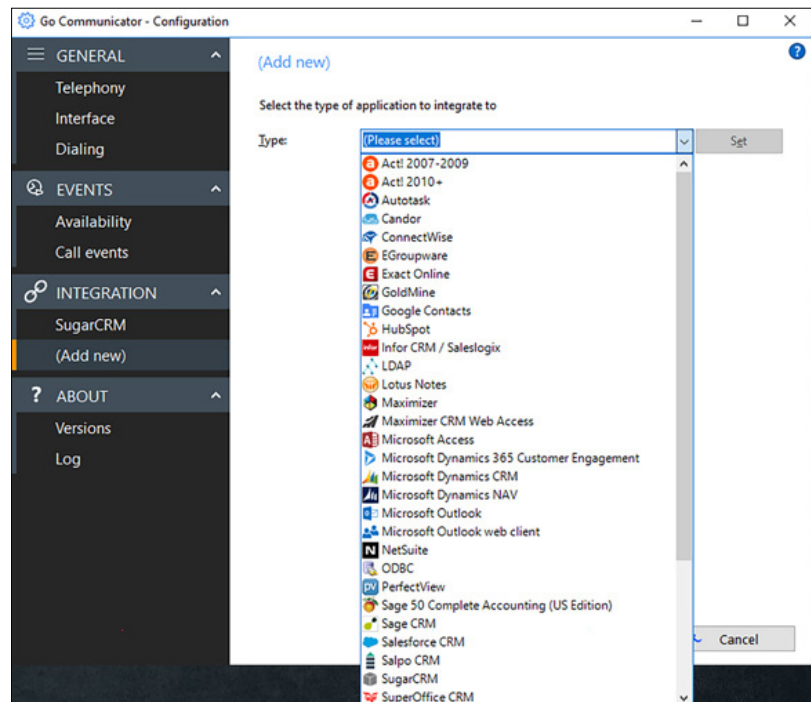 Go Communicator - Configuration
GENERAL
Telephony
Interface
Dialing
EVENTS
Availability
Call events
INTEGRATION
SugarCRM
(Add new)
? ABOUT
Versions
Log
(Add new)
?
Select the type of application to integrate to
Type: (Please select) Set
Act! 2007-2009
Act! 2010+
Autotask
Candor
ConnectWise
EGroupware
Exact Online
GoldMine
Google Contacts
HubSpot
infor Infor CRM / Saleslogix
LDAP
Lotus Notes
Maximizer
Maximizer CRM Web Access
Microsoft Access
Microsoft Dynamics 365 Customer Engagement
Microsoft Dynamics CRM
Microsoft Dynamics NAV
Microsoft Outlook
Microsoft Outlook web client
N NetSuite
ODBC
PV PerfectView
Sage 50 Complete Accounting (US Edition)
Sage CRM
Salesforce CRM
Salpo CRM
SugarCRM
SuperOffice CRM
Cancel